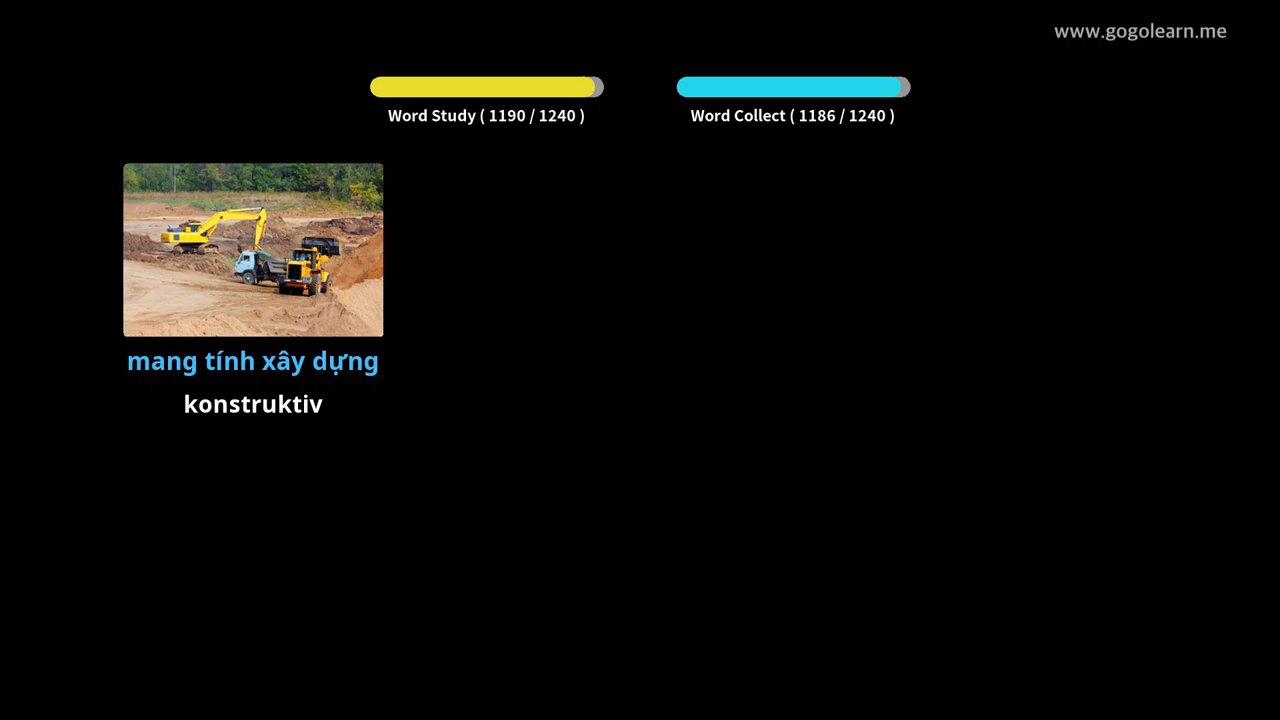 www.gogolearn.me
Word Study ( 1190 / 1240 )
Word Collect ( 1186 / 1240 )
mang tính xây dựng
konstruktiv